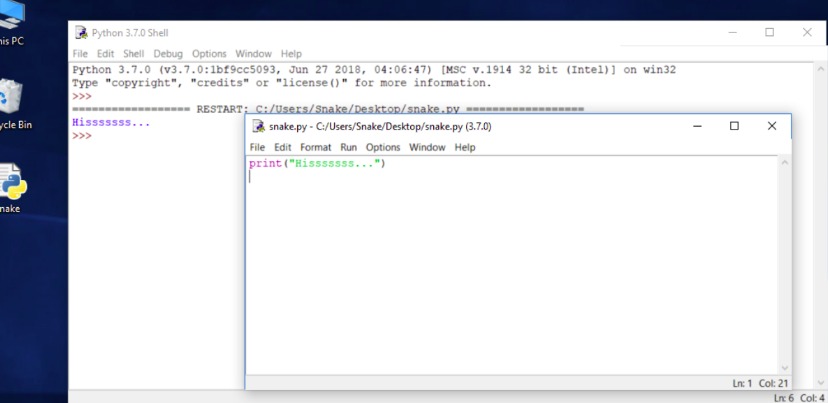 his PC
ycle Bin
nake
Python 3.7.0 Shell
File Edit Shell Debug Options Window Help
Python 3.7.0 (v3.7.0:1bf9cc5093, Jun 27 2018, 04:06:47) [MSC v.1914 32 bit (Intel)] on win32
Type "copyright", "credits" or "license()" for more information.
>>>
================== RESTART: C:/Users/Snake/Desktop/snake.py ==================
Hisssssss...
>>>
snake.py - C:/Users/Snake/Desktop/snake.py (3.7.0)
File Edit Format Run Options Window Help
print("Hisssssss...")
Ln: 1 Col: 21
Ln: 6 Col: 4